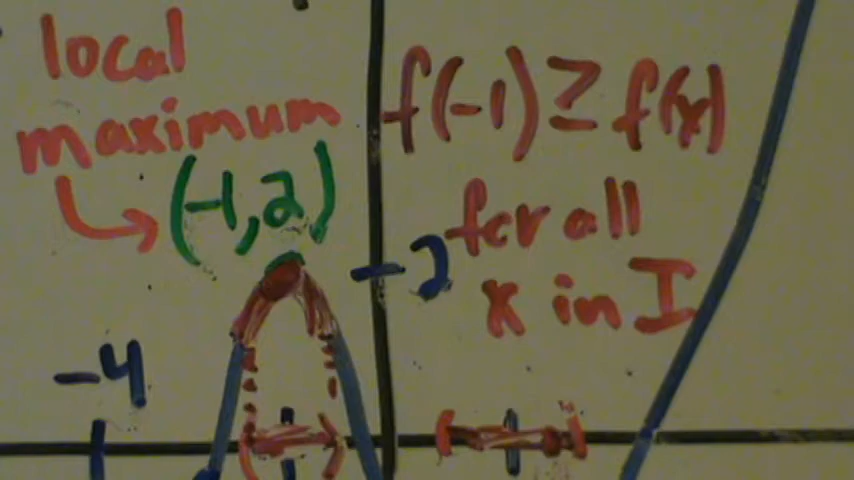 local
maximum
(-1,2)
f(-1) ≥ f(x)
for all
x in I
2
-4